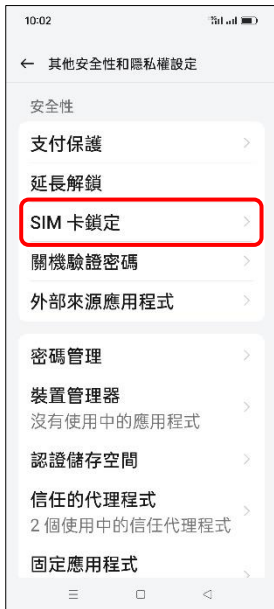 10:02
← 其他安全性和隱私權設定
安全性
支付保護
延長解鎖
SIM 卡鎖定
關機驗證密碼
外部來源應用程式
密碼管理
裝置管理器
沒有使用中的應用程式
認證儲存空間
信任的代理程式
2 個使用中的信任代理程式
固定應用程式